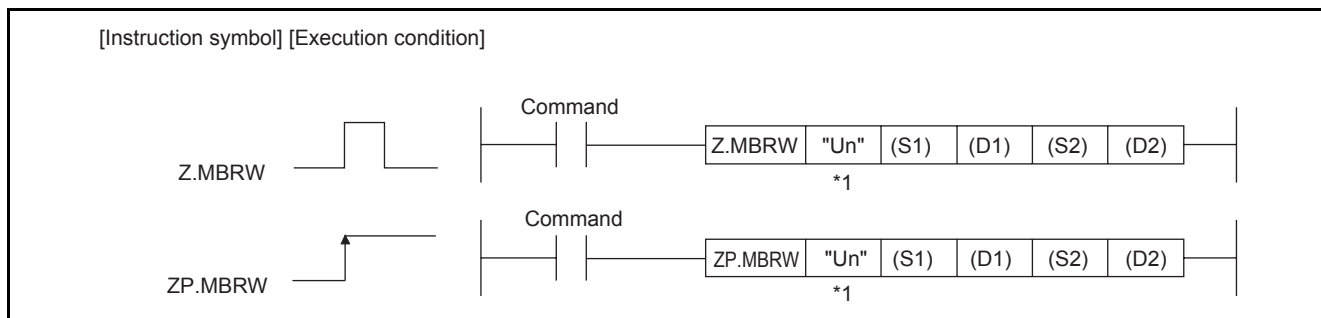 [Instruction symbol] [Execution condition]
Command
Z.MBRW
Z.MBRW "Un" (S1) (D1) (S2) (D2)
*1
Command
ZP.MBRW
ZP.MBRW "Un" (S1) (D1) (S2) (D2)
*1